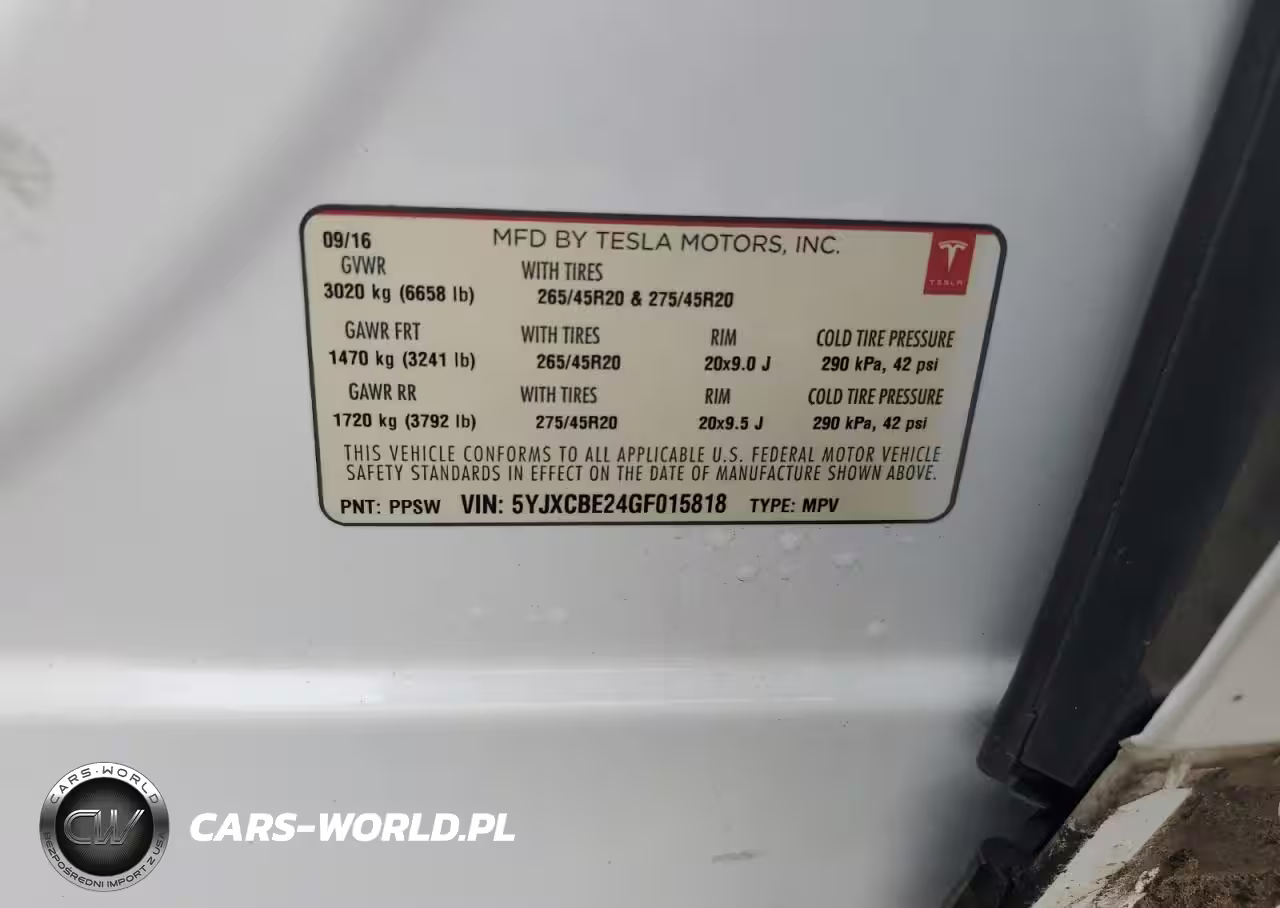 09/16 MFD BY TESLA MOTORS, INC.
GVWR WITH TIRES
3020 kg (6658 lb) 265/45R20 & 275/45R20
TESLA
GAWR FRT WITH TIRES RIM COLD TIRE PRESSURE
1470 kg (3241 lb) 265/45R20 20x9.0 J 290 kPa, 42 psi
GAWR RR WITH TIRES RIM COLD TIRE PRESSURE
1720 kg (3792 lb) 275/45R20 20x9.5 J 290 kPa, 42 psi
THIS VEHICLE CONFORMS TO ALL APPLICABLE U.S. FEDERAL MOTOR VEHICLE
SAFETY STANDARDS IN EFFECT ON THE DATE OF MANUFACTURE SHOWN ABOVE.
PNT: PPSW VIN: 5YJXCBE24GF015818 TYPE: MPV
CARS-WORLD
CW
BEZPOŚREDNI IMPORT Z USA
CARS-WORLD.PL